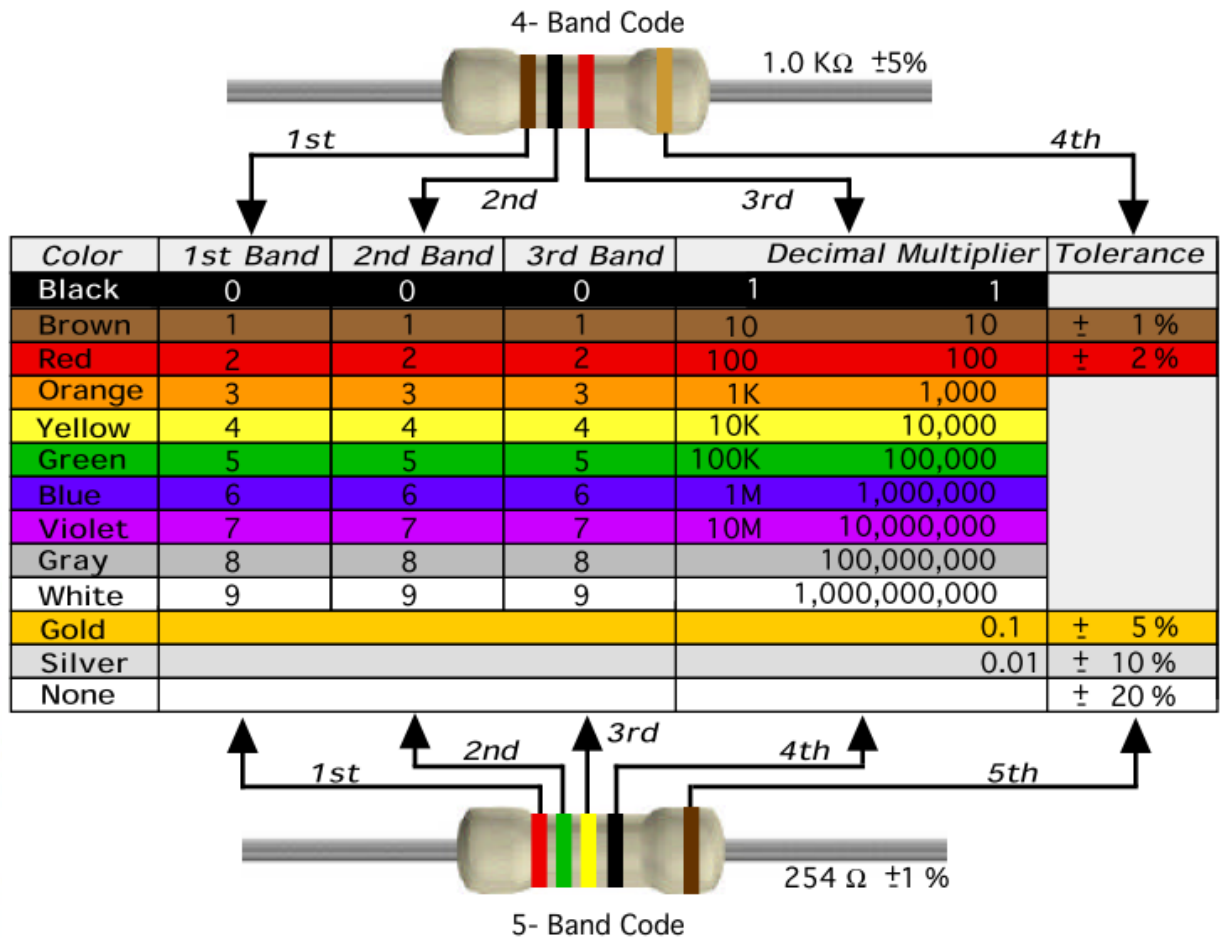 4- Band Code
1.0 KΩ ±5%
1st
4th
2nd
3rd
Color 1st Band 2nd Band 3rd Band Decimal Multiplier Tolerance
Black 0 0 0 1 1
Brown 1 1 1 10 10 ± 1 %
Red 2 2 2 100 100 ± 2 %
Orange 3 3 3 1K 1,000
Yellow 4 4 4 10K 10,000
Green 5 5 5 100K 100,000
Blue 6 6 6 1M 1,000,000
Violet 7 7 7 10M 10,000,000
Gray 8 8 8 100,000,000
White 9 9 9 1,000,000,000
Gold 0.1 ± 5 %
Silver 0.01 ± 10 %
None ± 20 %
3rd
2nd
4th
1st
5th
254 Ω ±1 %
5- Band Code